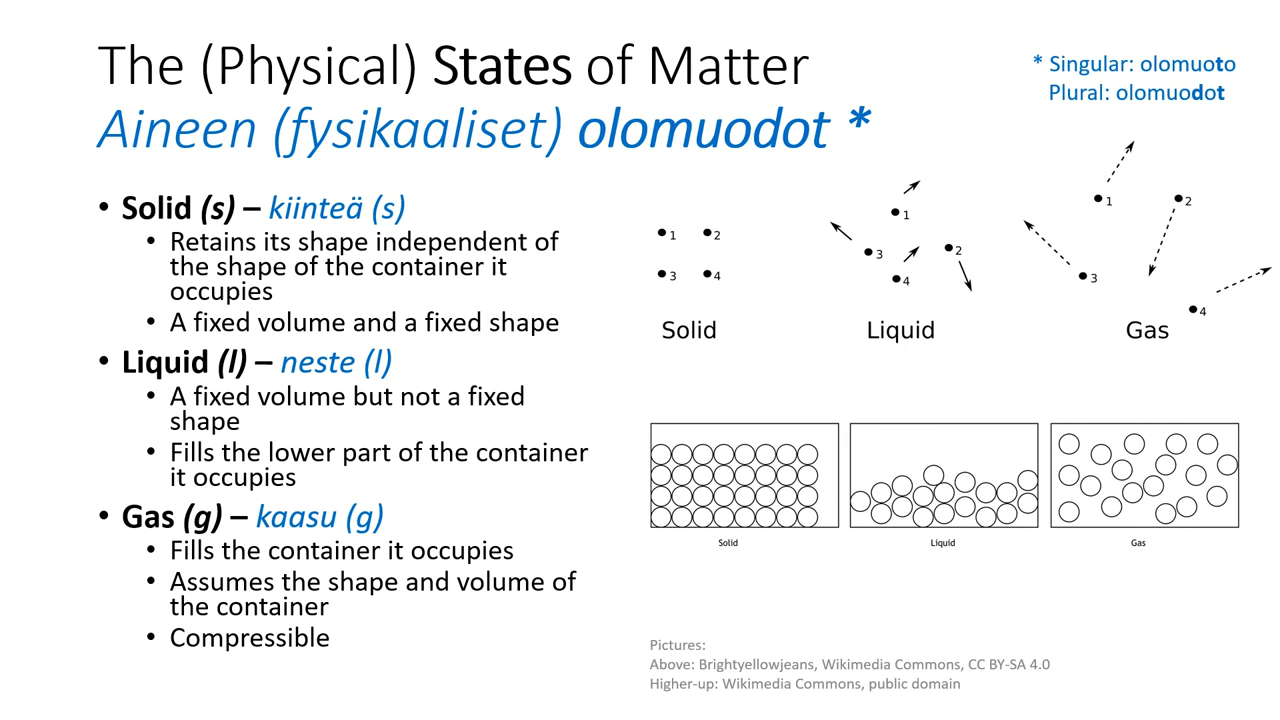 The (Physical) States of Matter
Aineen (fysikaaliset) olomuodot *
* Singular: olomuoto
Plural: olomuodot
• Solid (s) – kiinteä (s)
• Retains its shape independent of
the shape of the container it
occupies
• A fixed volume and a fixed shape
• Liquid (l) – neste (l)
• A fixed volume but not a fixed
shape
• Fills the lower part of the container
it occupies
• Gas (g) – kaasu (g)
• Fills the container it occupies
• Assumes the shape and volume of
the container
• Compressible
1 2
3 4
Solid
1
3 2
4
Liquid
1 2
3
4
Gas
Solid
Liquid
Gas
Pictures:
Above: Brightyellowjeans, Wikimedia Commons, CC BY-SA 4.0
Higher-up: Wikimedia Commons, public domain